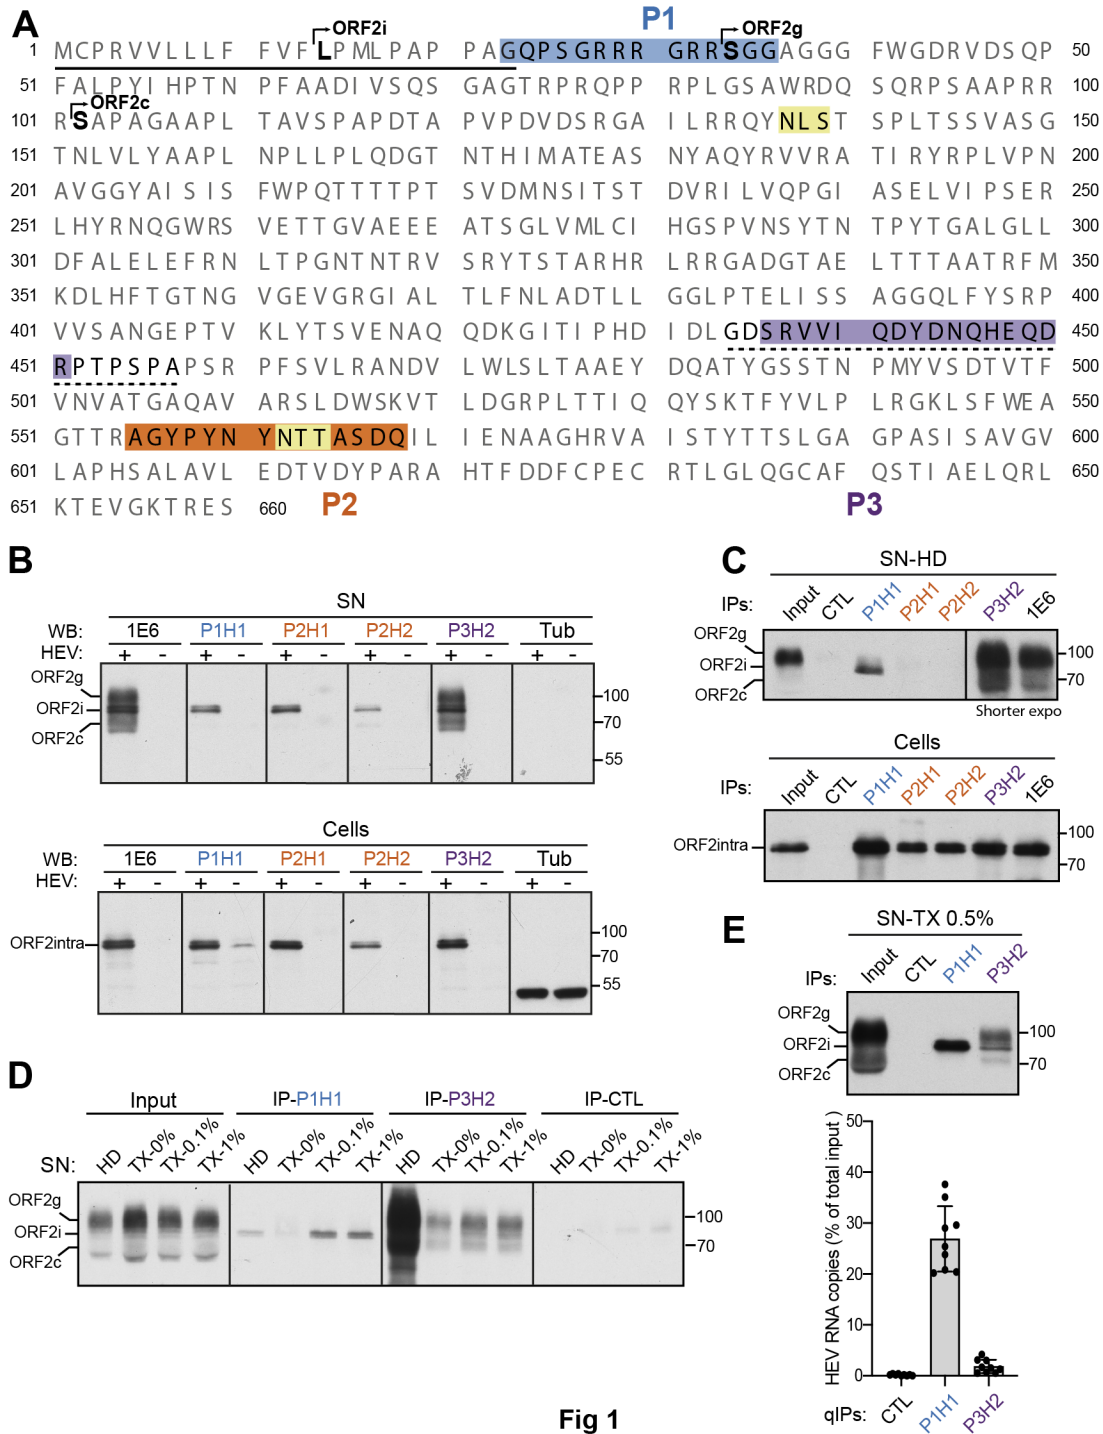 A
P1
ORF2i
ORF2g
1 MCPRVVLLLF FVFLPMLPAP PAGQPSGRRR GRRSGGAGGG FWGDRVDSQP 50
51 FALPYIHPTN PFAADIVSQS GAGTRPRQPP RPLGSAWRDQ SQRPSAAPRR 100
ORF2c
101 RSAPAGAAPL TAVSPAPDTA PVPDVDSRGA ILRRQYNLST SPLTSSVASG 150
151 TNLVLYAAPL NPLLPLQDGT NTHIMATEAS NYAQYRVVRA TIRYRPLVPN 200
201 AVGGYAISIS FWPQTTTTPT SVDMNSITST DVRILVQPGI ASELVIPSER 250
251 LHYRNQGWRS VETTGVAEEE ATSGLVMLCI HGSPVNSYTN TPYTGALGLL 300
301 DFALELEFRN LTPGNTNTRV SRYTSTARHR LRRGADGTAE LTTTAATRFM 350
351 KDLHFTGTNG VGEVGRGIAL TLFNLADTLL GGLPTELISS AGGQLFYSRP 400
401 VVSANGEPTV KLYTSVENAQ QDKGITIPHD IDLGDSRVVI QDYDNQHEQD 450
451 RPTPSPAPSR PFSVLRANDV LWLSLTAAEY DQATYGSSTN PMYVSDTVTF 500
501 VNVATGAQAV ARSLDWSKVT LDGRPLTTIQ QYSKTFYVLP LRGKLSFWEA 550
551 GTTRAGYPYN YNTTASDQIL IENAAGHRVA ISTYTTSLGA GPASISAVGV 600
601 LAPHSALAVL EDTVDYPARA HTFDDFCPEC RTLGLQGCAF QSTIAELQRL 650
651 KTEVGKTRES 660
P2
P3
B
SN
WB: 1E6 P1H1 P2H1 P2H2 P3H2 Tub
HEV: + - + - + - + - + - + -
ORF2g
ORF2i
ORF2c
100
70
55
Cells
WB: 1E6 P1H1 P2H1 P2H2 P3H2 Tub
HEV: + - + - + - + - + - + -
ORF2intra
100
70
55
C
SN-HD
IPs: Input CTL P1H1 P2H1 P2H2 P3H2 1E6
ORF2g
ORF2i
ORF2c
100
70
Shorter expo
Cells
IPs: Input CTL P1H1 P2H1 P2H2 P3H2 1E6
ORF2intra
100
70
D
Input IP-P1H1 IP-P3H2 IP-CTL
SN: HD TX-0% TX-0.1% TX-1% HD TX-0% TX-0.1% TX-1% HD TX-0% TX-0.1% TX-1% HD TX-0% TX-0.1% TX-1%
ORF2g
ORF2i
ORF2c
100
70
E
SN-TX 0.5%
IPs: Input CTL P1H1 P3H2
ORF2g
ORF2i
ORF2c
100
70
HEV RNA copies (% of total input )
50
40
30
20
10
0
qIPs: CTL P1H1 P3H2
Fig 1